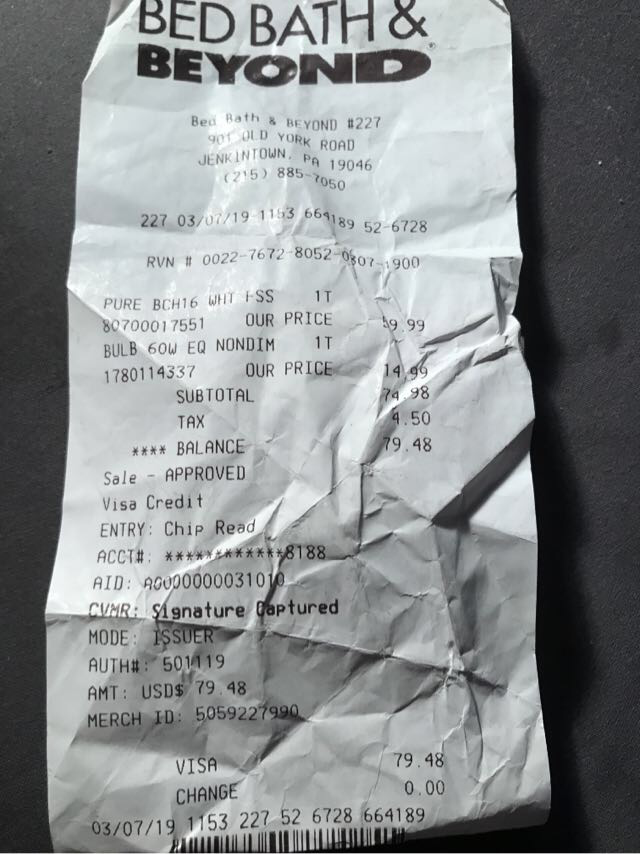 BED BATH &
BEYOND
Bed Bath & BEYOND #227
901 OLD YORK ROAD
JENKINTOWN, PA 19046
(215) 885-7050
227 03/07/19-1153 664189 52-6728
RVN # 0022-7672-8052-0307-1900
PURE BCH16 WHT FSS 1T
80700017551 OUR PRICE 59.99
BULB 60W EQ NONDIM 1T
1780114337 OUR PRICE 14.99
SUBTOTAL 74.98
TAX 4.50
**** BALANCE 79.48
Sale - APPROVED
Visa Credit
ENTRY: Chip Read
ACCT#: ************8188
AID: A0000000031010
CVMR: Signature Captured
MODE: ISSUER
AUTH#: 501119
AMT: USD$ 79.48
MERCH ID: 5059227990
VISA 79.48
CHANGE 0.00
03/07/19 1153 227 52 6728 664189